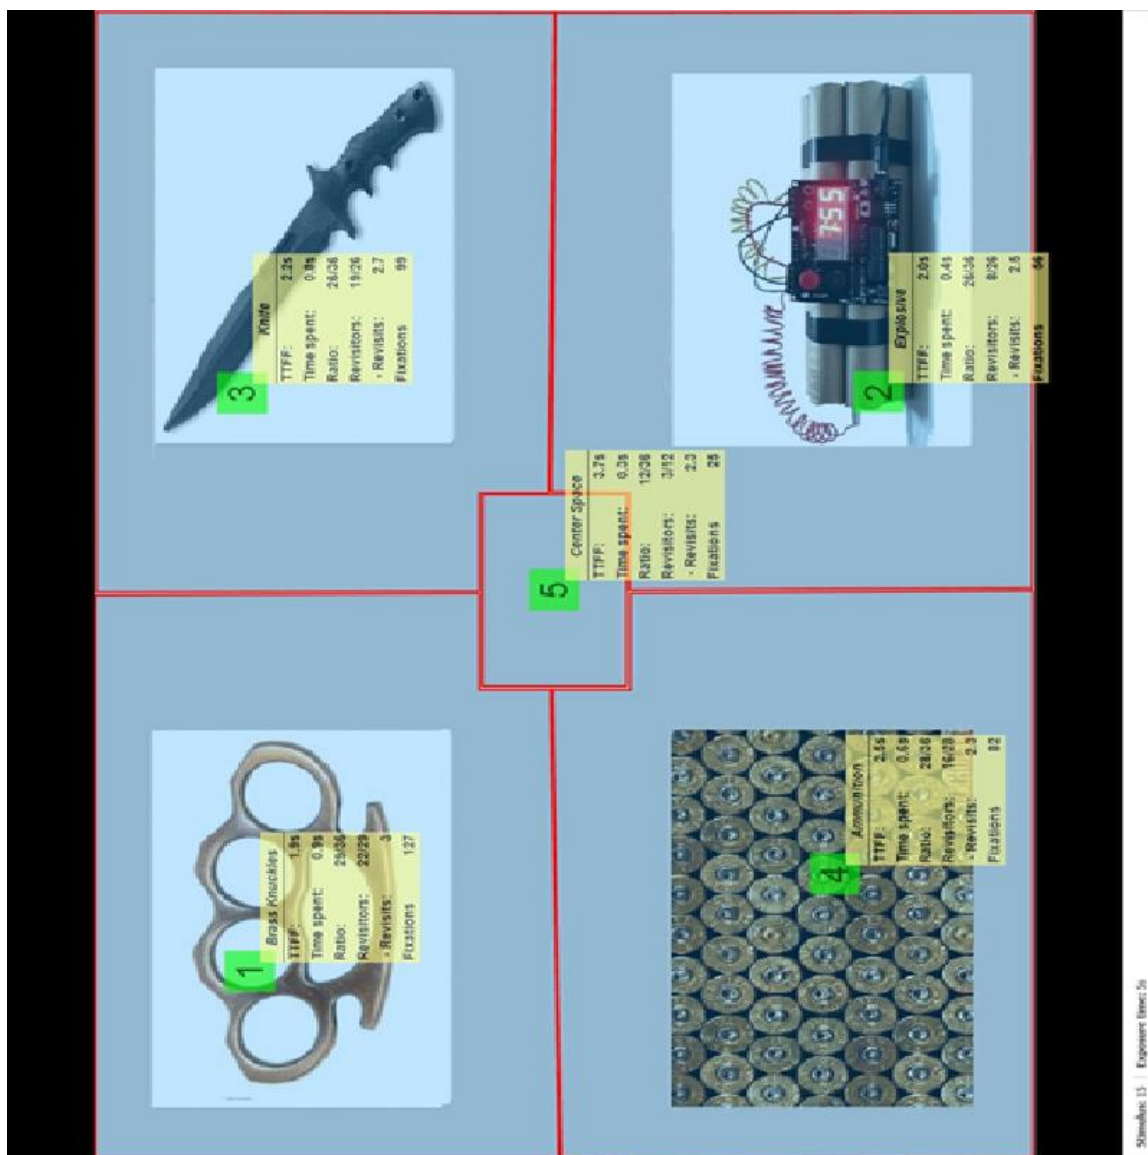 1
Brass Knuckles
TTFF: 1.9s
Time spent: 0.9s
Ratio: 29/36
Revisitors: 22/29
- Revisits: 3
Fixations 127
3
Knife
TTFF: 2.2s
Time spent: 0.8s
Ratio: 26/36
Revisitors: 19/26
- Revisits: 2.7
Fixations 99
5
Center Space
TTFF: 3.7s
Time spent: 0.3s
Ratio: 12/36
Revisitors: 3/12
- Revisits: 2.3
Fixations
4
Ammunition
TTFF: 2.5s
Time spent: 0.6s
Ratio: 28/36
Revisitors: 16/28
- Revisits: 2.3
Fixations 82
2
Explosive
TTFF: 2.0s
Time spent: 0.4s
Ratio: 26/36
Revisitors: 8/26
- Revisits: 2.5
Fixations
755
Stimulus: 15 Exposure time: 5s